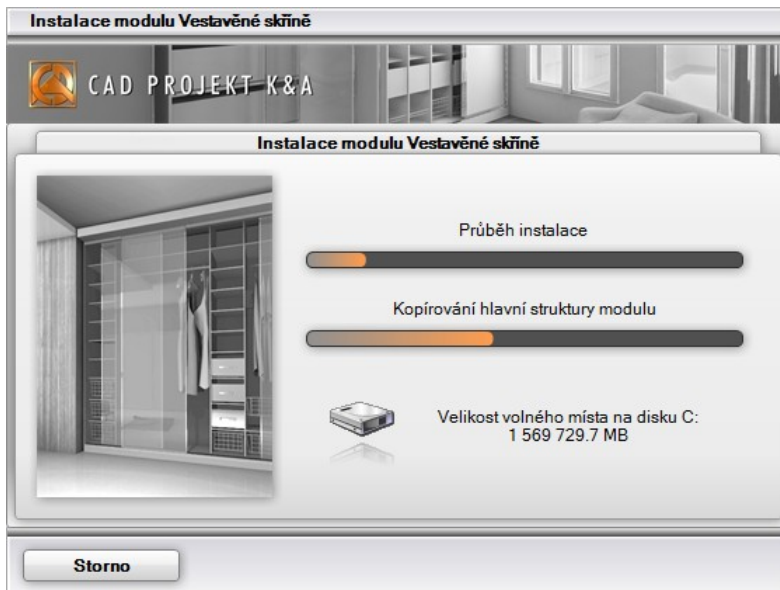 Instalace modulu Vestavěné skříně
CAD PROJEKT K&A
Instalace modulu Vestavěné skříně
Průběh instalace
Kopírování hlavní struktury modulu
Velikost volného místa na disku C:
1 569 729.7 MB
Storno